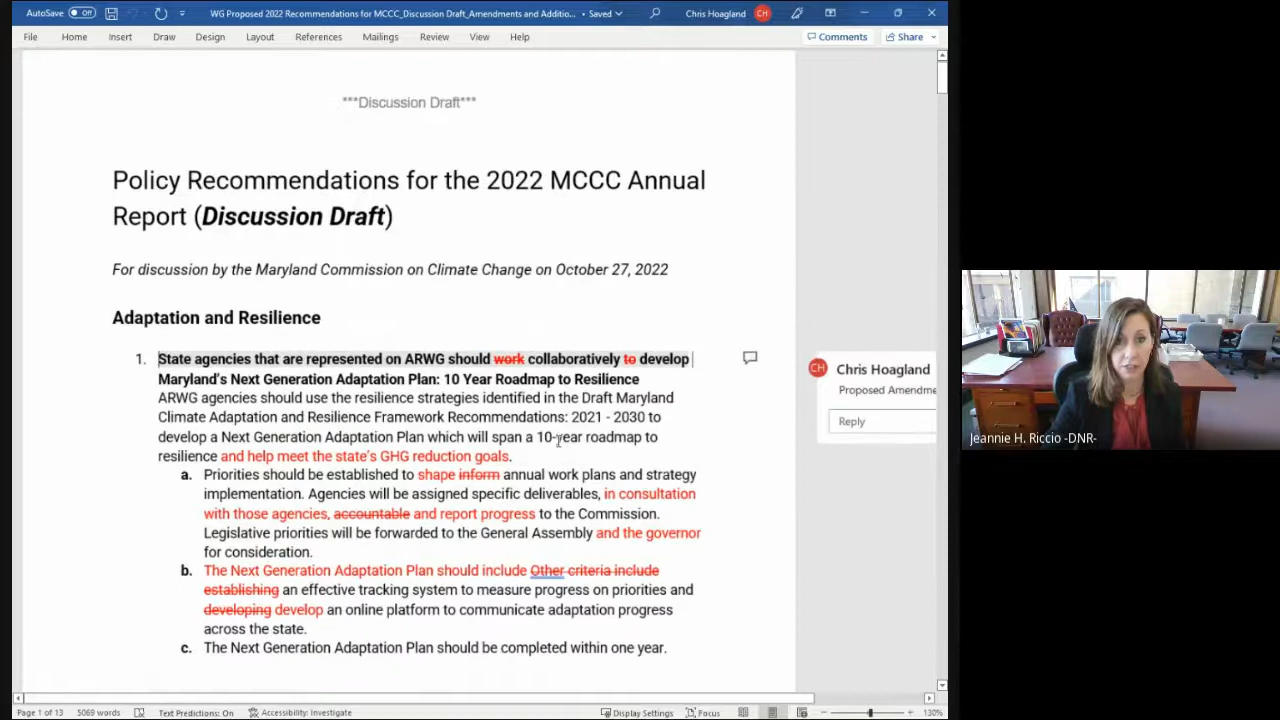 AutoSave Off WG Proposed 2022 Recommendations for MCCC_Discussion Draft_Amendments and Additio... • Saved Chris Hoagland CH
File Home Insert Draw Design Layout References Mailings Review View Help Comments Share
***Discussion Draft***
Policy Recommendations for the 2022 MCCC Annual
Report (Discussion Draft)
For discussion by the Maryland Commission on Climate Change on October 27, 2022
Adaptation and Resilience
1. State agencies that are represented on ARWG should work collaboratively to develop
Maryland's Next Generation Adaptation Plan: 10 Year Roadmap to Resilience
ARWG agencies should use the resilience strategies identified in the Draft Maryland
Climate Adaptation and Resilience Framework Recommendations: 2021 - 2030 to
develop a Next Generation Adaptation Plan which will span a 10-year roadmap to
resilience and help meet the state's GHG reduction goals.
a. Priorities should be established to shape inform annual work plans and strategy
implementation. Agencies will be assigned specific deliverables, in consultation
with those agencies, accountable and report progress to the Commission.
Legislative priorities will be forwarded to the General Assembly and the governor
for consideration.
b. The Next Generation Adaptation Plan should include Other criteria include
establishing an effective tracking system to measure progress on priorities and
developing develop an online platform to communicate adaptation progress
across the state.
c. The Next Generation Adaptation Plan should be completed within one year.
CH Chris Hoagland
Proposed Amendme
Reply
Jeannie H. Riccio -DNR-
Page 1 of 13 5069 words Text Predictions: On Accessibility: Investigate Display Settings Focus 130%